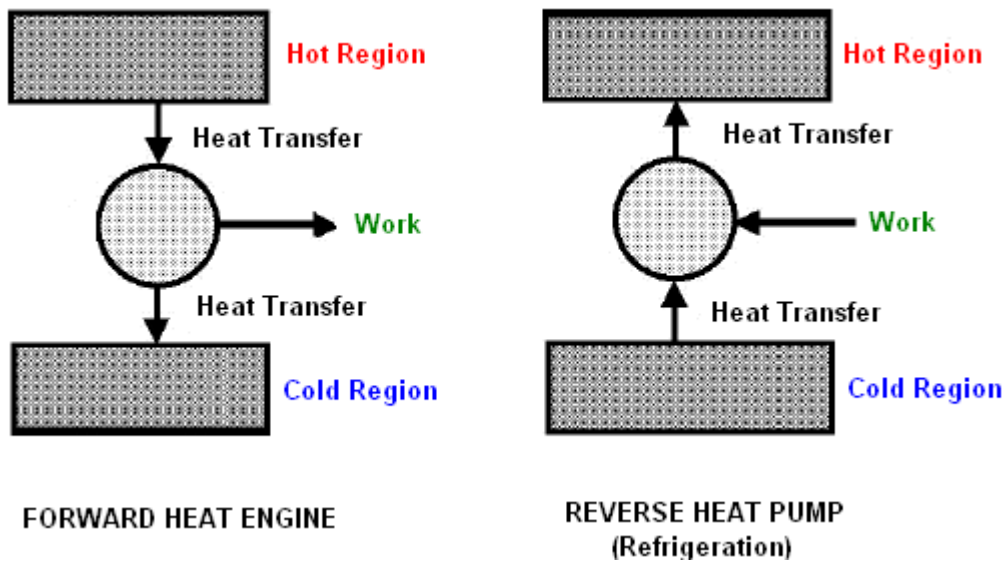 Hot Region
Heat Transfer
Work
Heat Transfer
Cold Region
FORWARD HEAT ENGINE
Hot Region
Heat Transfer
Work
Heat Transfer
Cold Region
REVERSE HEAT PUMP
(Refrigeration)